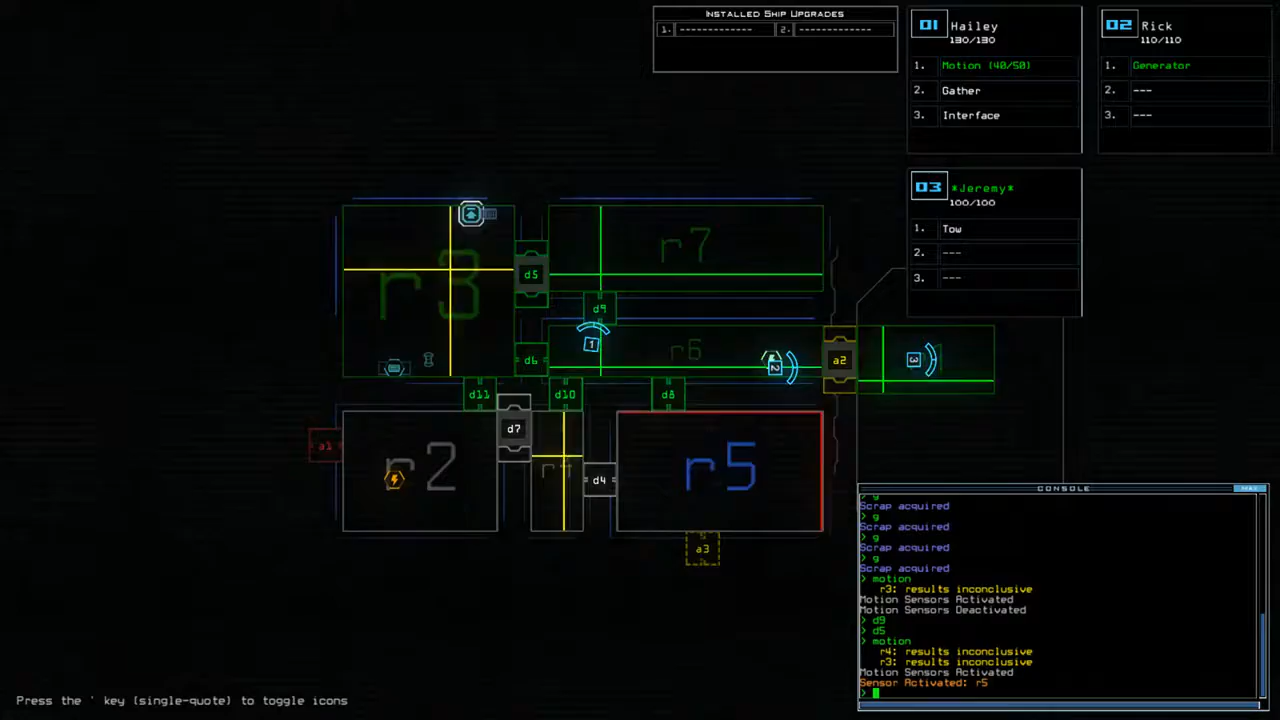 Installed Ship Upgrades
1. ------------- 2. -------------
01 Hailey
130/130
1. Motion (40/50)
2. Gather
3. Interface
02 Rick
110/110
1. Generator
2. ---
3. ---
03 *Jeremy*
100/100
1. Tow
2. ---
3. ---
r3
d5
r7
d9
1
d6
r6
2
a2
3
d11
d10
d8
d7
a1
r2
d4
r5
a3
CONSOLE
MAX
> g
Scrap acquired
> g
Scrap acquired
> g
Scrap acquired
> g
Scrap acquired
> motion
r3: results inconclusive
Motion Sensors Activated
Motion Sensors Deactivated
> d9
> d5
> motion
r4: results inconclusive
r3: results inconclusive
Motion Sensors Activated
Sensor Activated: r5
>
Press the ' key (single-quote) to toggle icons